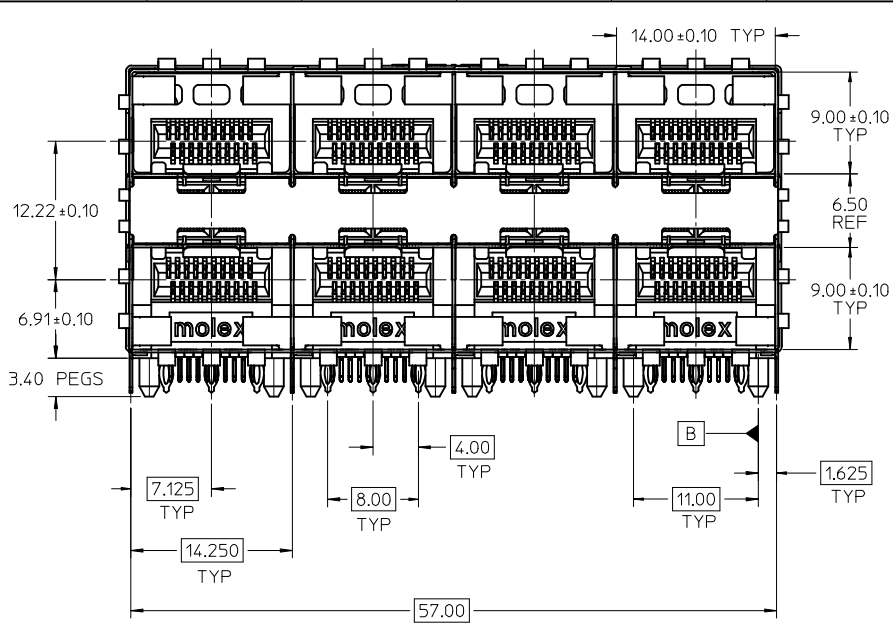 14.00±0.10 TYP
9.00±0.10
TYP
12.22±0.10
6.50
REF
9.00±0.10
TYP
6.91±0.10
molex
molex
molex
molex
3.40 PEGS
B
4.00
TYP
1.625
TYP
7.125
TYP
8.00
TYP
11.00
TYP
14.250
TYP
57.00